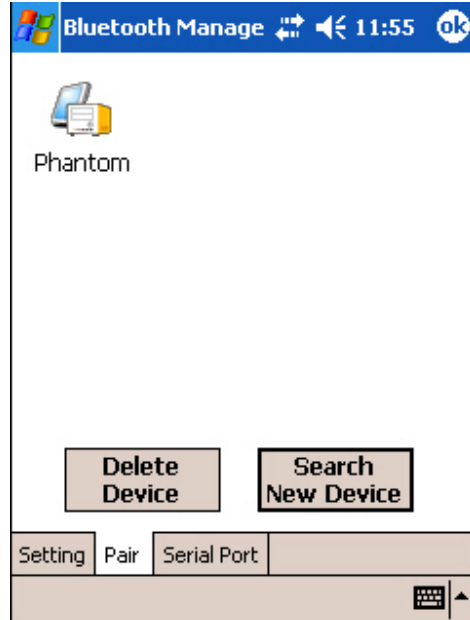 Bluetooth Manage 11:55 ok
Phantom
Delete
Device
Search
New Device
Setting Pair Serial Port